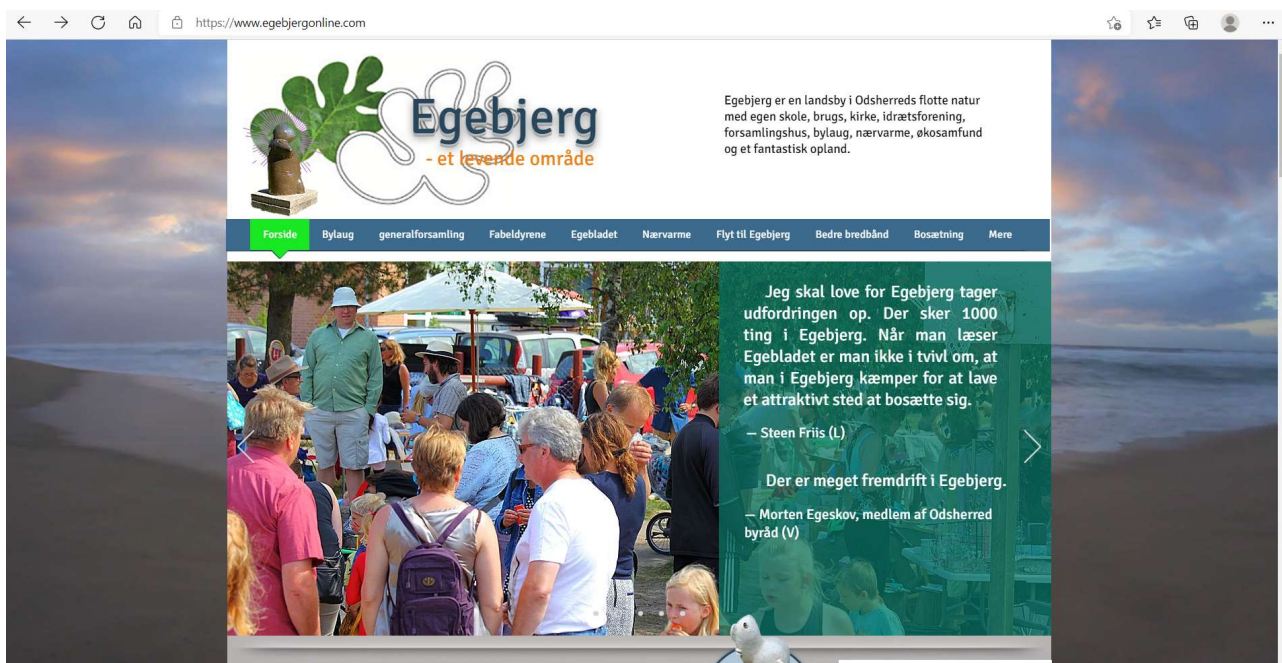 https://www.egebjergonline.com
Egebjerg
- et levende område
Egebjerg er en landsby i Odsherreds flotte natur
med egen skole, brugs, kirke, idrætsforening,
forsamlingshus, bylaug, nærvarme, økosamfund
og et fantastisk opland.
Forside Bylaug generalforsamling Fabeldyrene Egebladet Nærvarme Flyt til Egebjerg Bedre bredbånd Bosætning Mere
Jeg skal love for Egebjerg tager
udfordringen op. Der sker 1000
ting i Egebjerg. Når man læser
Egebladet er man ikke i tvivl om, at
man i Egebjerg kæmper for at lave
et attraktivt sted at bosætte sig.
— Steen Friis (L)
Der er meget fremdrift i Egebjerg.
— Morten Egeskov, medlem af Odsherred
byråd (V)